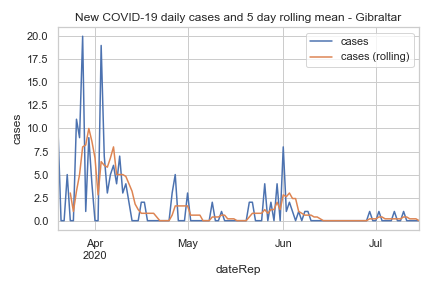 New COVID-19 daily cases and 5 day rolling mean - Gibraltar
20.0
17.5
15.0
12.5
10.0
7.5
5.0
2.5
0.0
cases
cases
cases (rolling)
Apr
2020
May
Jun
Jul
dateRep